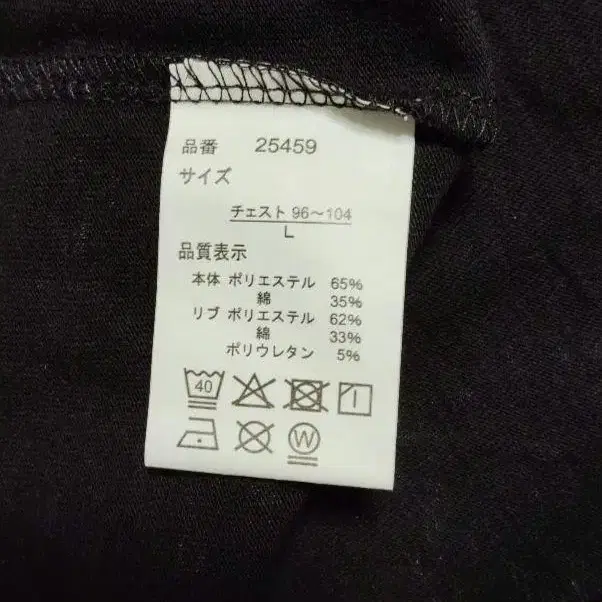 品番 25459
サイズ
チェスト 96～104
L
品質表示
本体 ポリエステル 65%
綿 35%
リブ ポリエステル 62%
綿 33%
ポリウレタン 5%
40
W